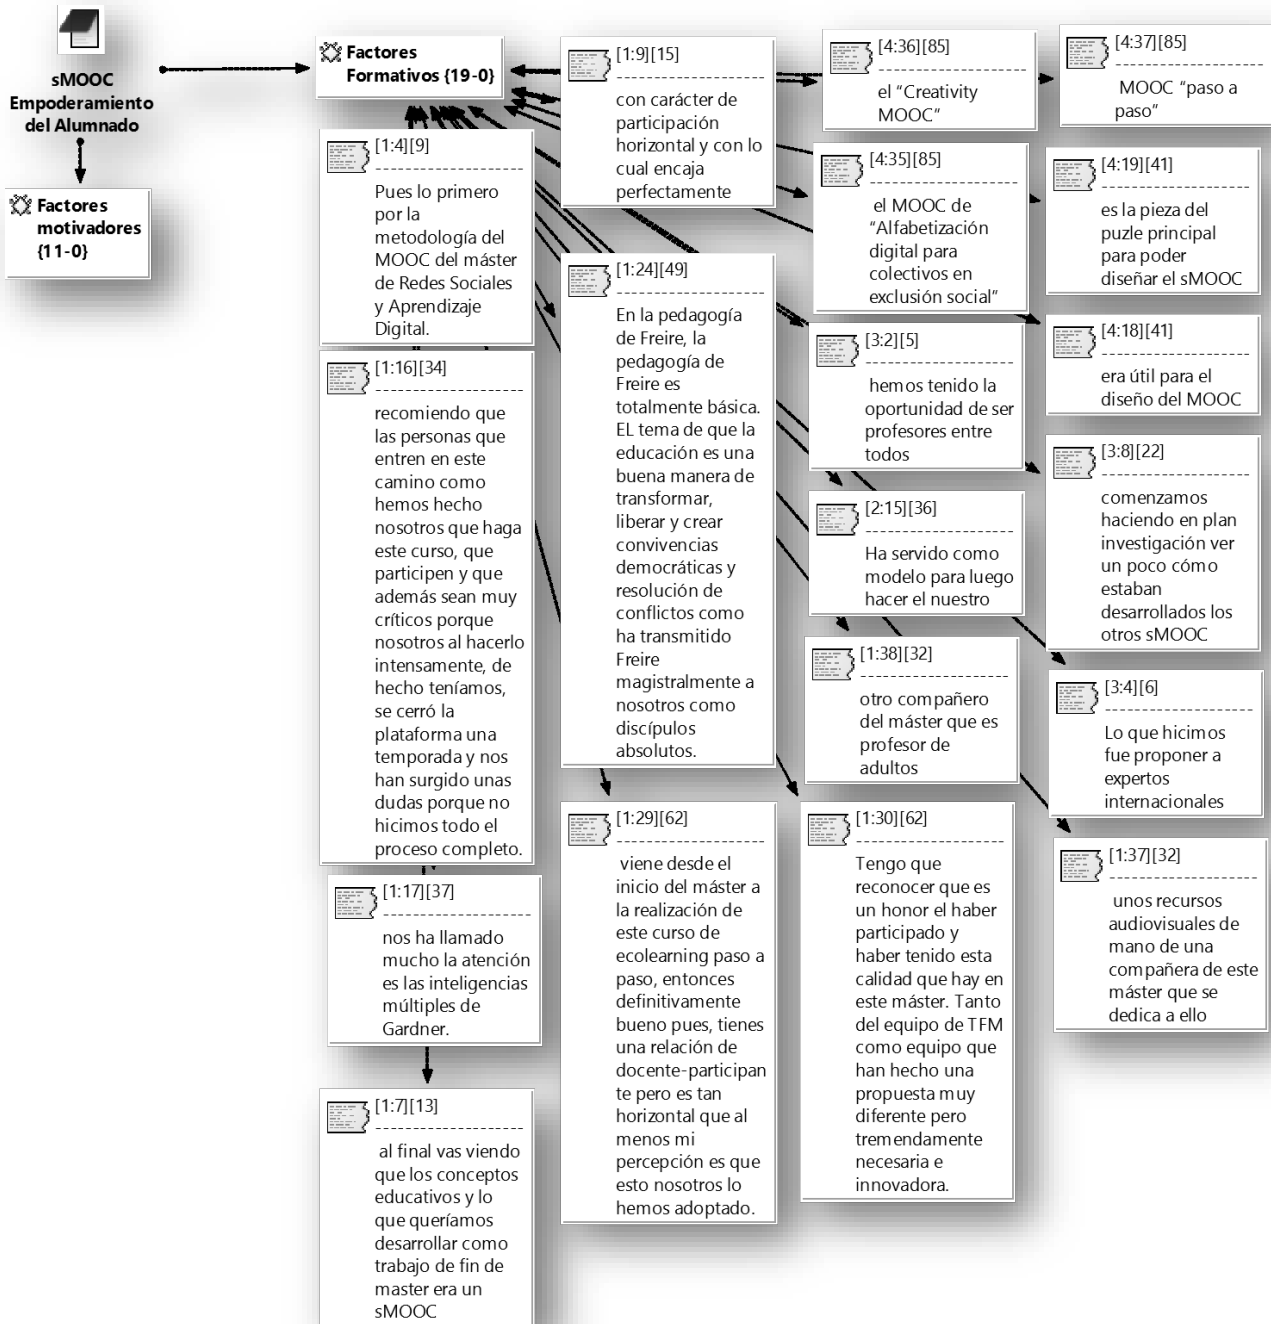 sMOOC
Empoderamiento
del Alumnado
Factores
motivadores
{11-0}
Factores
Formativos {19-0}
[1:4][9]
Pues lo primero
por la
metodología del
MOOC del máster
de Redes Sociales
y Aprendizaje
Digital.
[1:16][34]
recomiendo que
las personas que
entren en este
camino como
hemos hecho
nosotros que haga
este curso, que
participen y que
además sean muy
críticos porque
nosotros al hacerlo
intensamente, de
hecho teníamos,
se cerró la
plataforma una
temporada y nos
han surgido unas
dudas porque no
hicimos todo el
proceso completo.
[1:17][37]
nos ha llamado
mucho la atención
es las inteligencias
múltiples de
Gardner.
[1:7][13]
al final vas viendo
que los conceptos
educativos y lo
que queríamos
desarrollar como
trabajo de fin de
master era un
sMOOC
[1:9][15]
con carácter de
participación
horizontal y con lo
cual encaja
perfectamente
[1:24][49]
En la pedagogía
de Freire, la
pedagogía de
Freire es
totalmente básica.
EL tema de que la
educación es una
buena manera de
transformar,
liberar y crear
convivencias
democráticas y
resolución de
conflictos como
ha transmitido
Freire
magistralmente a
nosotros como
discípulos
absolutos.
[1:29][62]
viene desde el
inicio del máster a
la realización de
este curso de
ecolearning paso a
paso, entonces
definitivamente
bueno pues, tienes
una relación de
docente-participan
te pero es tan
horizontal que al
menos mi
percepción es que
esto nosotros lo
hemos adoptado.
[4:36][85]
el “Creativity
MOOC”
[4:35][85]
el MOOC de
“Alfabetización
digital para
colectivos en
exclusión social”
[3:2][5]
hemos tenido la
oportunidad de ser
profesores entre
todos
[2:15][36]
Ha servido como
modelo para luego
hacer el nuestro
[1:38][32]
otro compañero
del máster que es
profesor de
adultos
[1:30][62]
Tengo que
reconocer que es
un honor el haber
participado y
haber tenido esta
calidad que hay en
este máster. Tanto
del equipo de TFM
como equipo que
han hecho una
propuesta muy
diferente pero
tremendamente
necesaria e
innovadora.
[4:37][85]
MOOC “paso a
paso”
[4:19][41]
es la pieza del
puzle principal
para poder
diseñar el sMOOC
[4:18][41]
era útil para el
diseño del MOOC
[3:8][22]
comenzamos
haciendo en plan
investigación ver
un poco cómo
estaban
desarrollados los
otros sMOOC
[3:4][6]
Lo que hicimos
fue proponer a
expertos
internacionales
[1:37][32]
unos recursos
audiovisuales de
mano de una
compañera de este
máster que se
dedica a ello